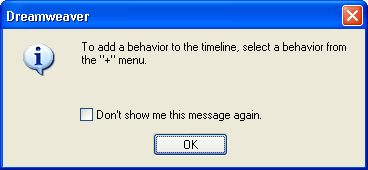 Dreamweaver
To add a behavior to the timeline, select a behavior from
the "+" menu.
Don't show me this message again.
OK